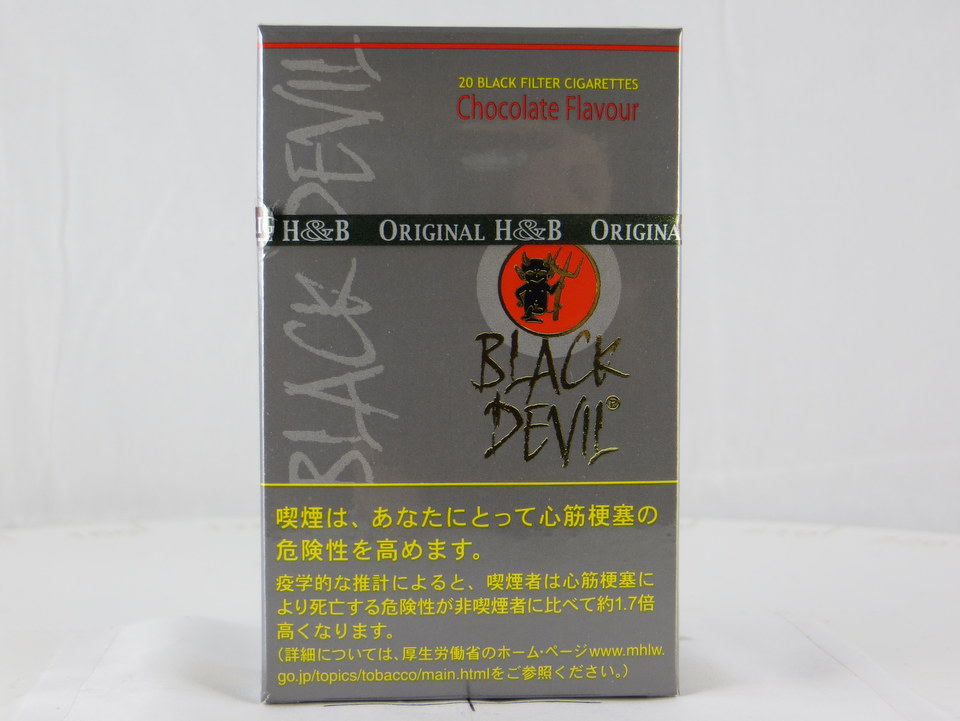 20 BLACK FILTER CIGARETTES
Chocolate Flavour
BLACK DEVIL
H&B ORIGINAL H&B ORIGINA
BLACK
DEVIL®
喫煙は、あなたにとって心筋梗塞の
危険性を高めます。
疫学的な推計によると、喫煙者は心筋梗塞に
より死亡する危険性が非喫煙者に比べて約1.7倍
高くなります。
(詳細については、厚生労働省のホーム・ページwww.mhlw.
go.jp/topics/tobacco/main.htmlをご参照ください。)